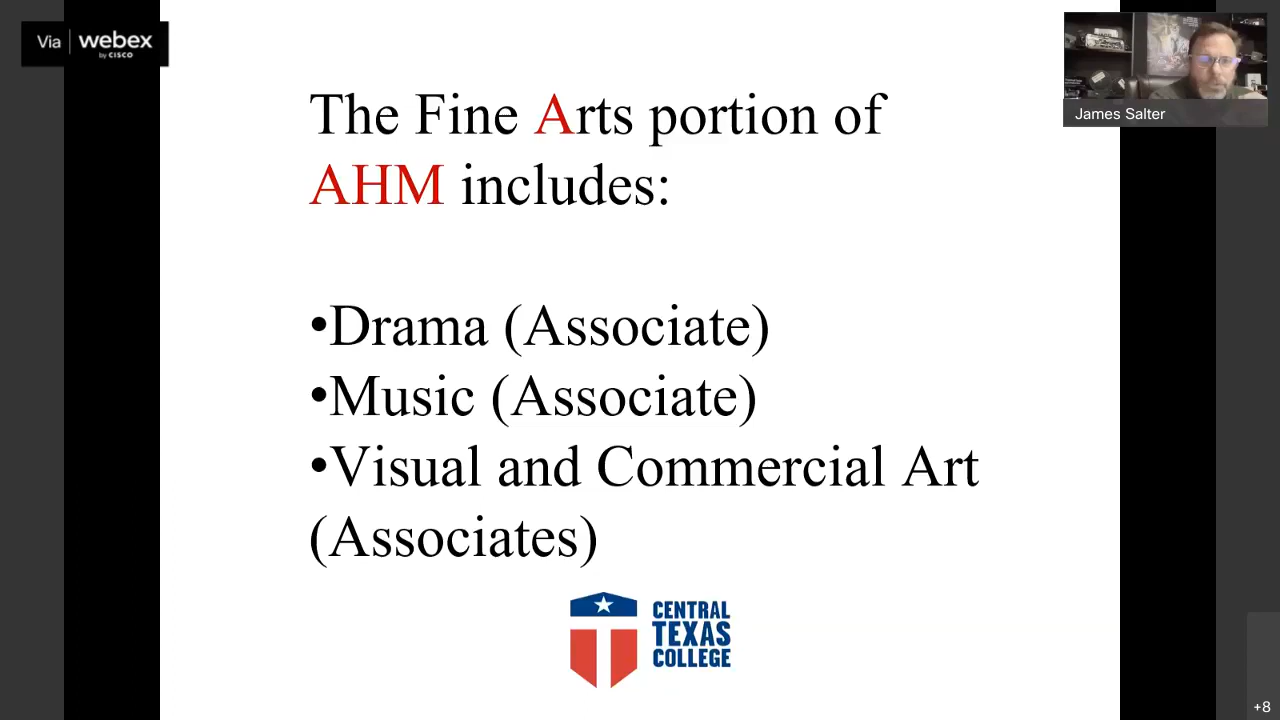 Via webex
by CISCO
James Salter
The Fine Arts portion of
AHM includes:
•Drama (Associate)
•Music (Associate)
•Visual and Commercial Art
(Associates)
CENTRAL
TEXAS
COLLEGE
+8